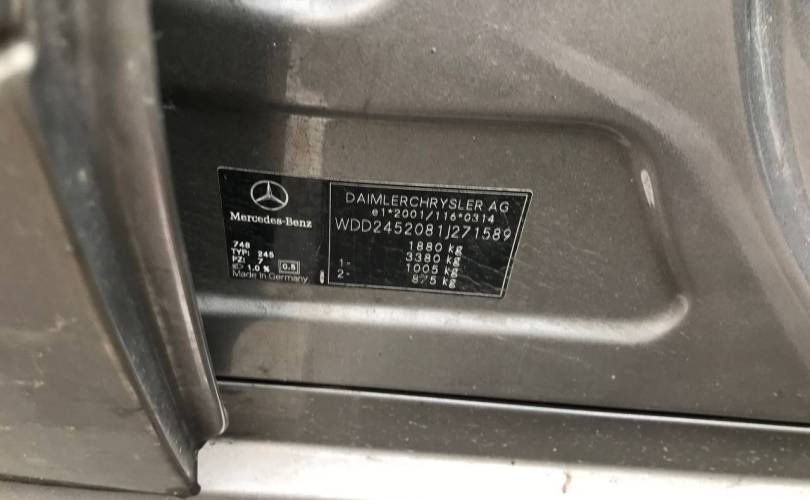 Mercedes-Benz
748
TYP: 245
PZ: 7
1.0 % 0.5
Made in Germany
DAIMLERCHRYSLER AG
e1*2001/116*0314
WDD2452081J271589
1880 kg
3380 kg
1- 1005 kg
2- 875 kg